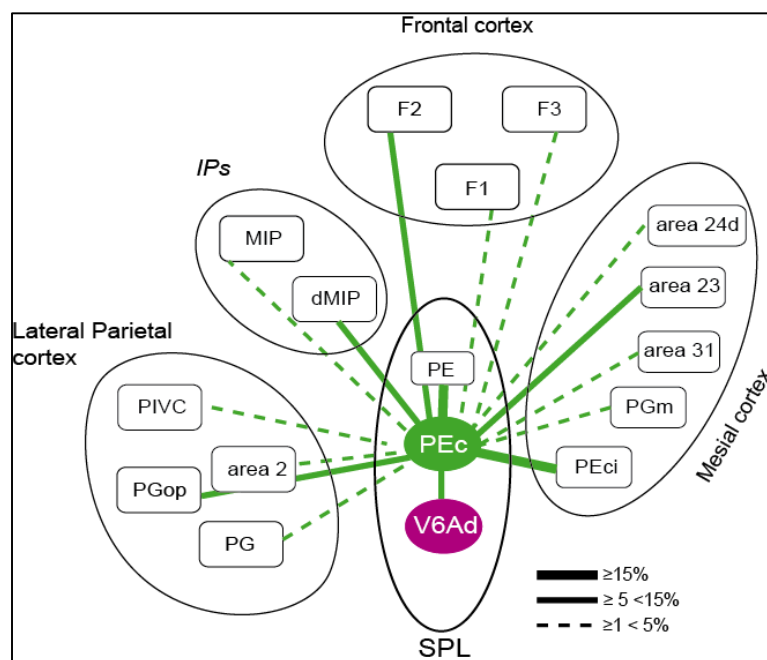 Frontal cortex
F2
F3
F1
IPs
MIP
dMIP
area 24d
area 23
area 31
PGm
PEci
Mesial cortex
Lateral Parietal
cortex
PIVC
area 2
PGop
PG
PE
PEc
V6Ad
SPL
≥15%
≥ 5 <15%
≥1 < 5%